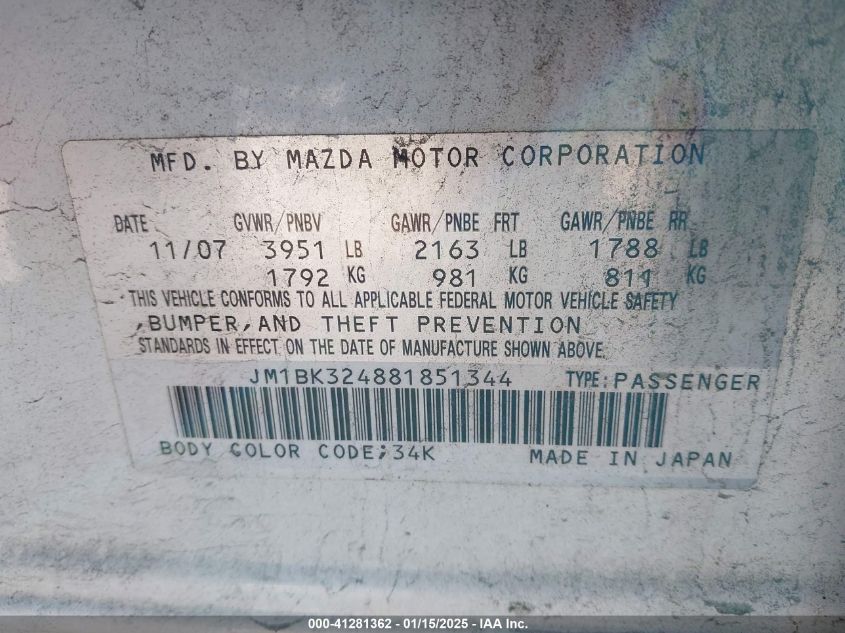 MFD. BY MAZDA MOTOR CORPORATION
DATE GVWR/PNBV GAWR/PNBE FRT GAWR/PNBE RR
11/07 3951 LB 2163 LB 1788 LB
1792 KG 981 KG 811 KG
THIS VEHICLE CONFORMS TO ALL APPLICABLE FEDERAL MOTOR VEHICLE SAFETY
,BUMPER,AND THEFT PREVENTION
STANDARDS IN EFFECT ON THE DATE OF MANUFACTURE SHOWN ABOVE.
JM1BK324881851344 TYPE:PASSENGER
BODY COLOR CODE;34K MADE IN JAPAN
000-41281362 - 01/15/2025 - IAA Inc.